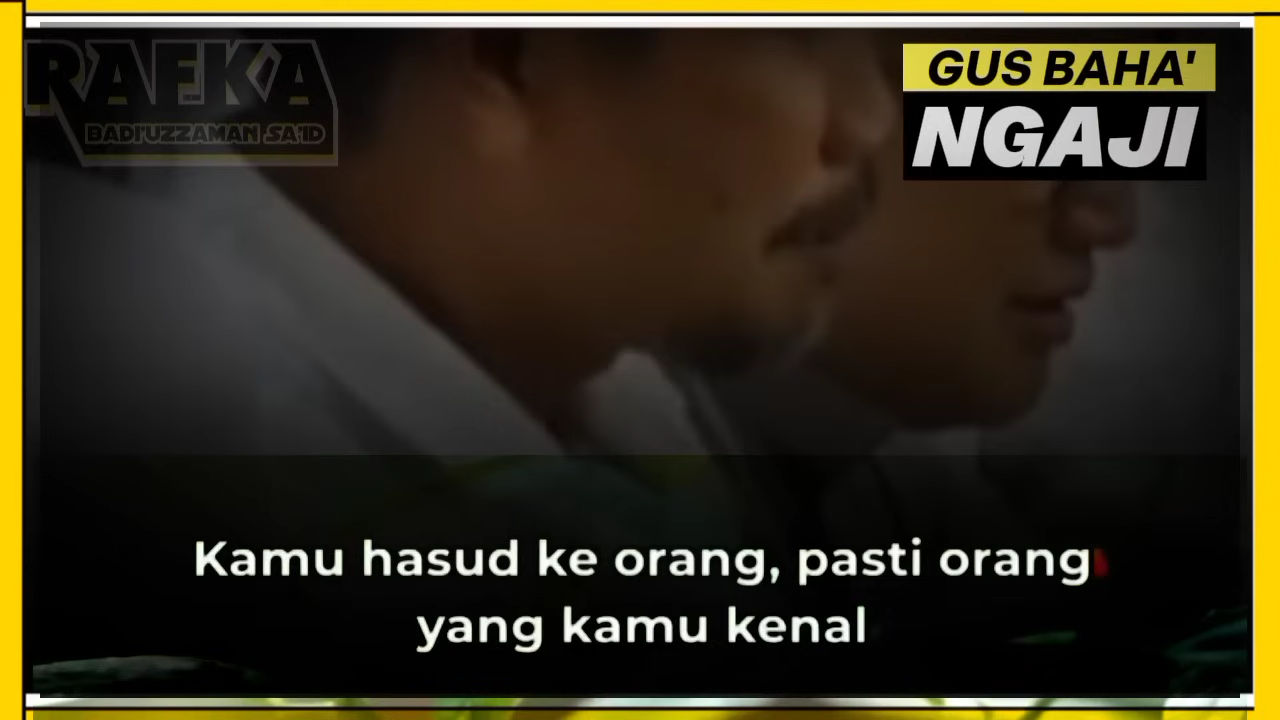 RAFKA
BADI'UZZAMAN SA'ID
GUS BAHA'
NGAJI
Kamu hasud ke orang, pasti orang
yang kamu kenal